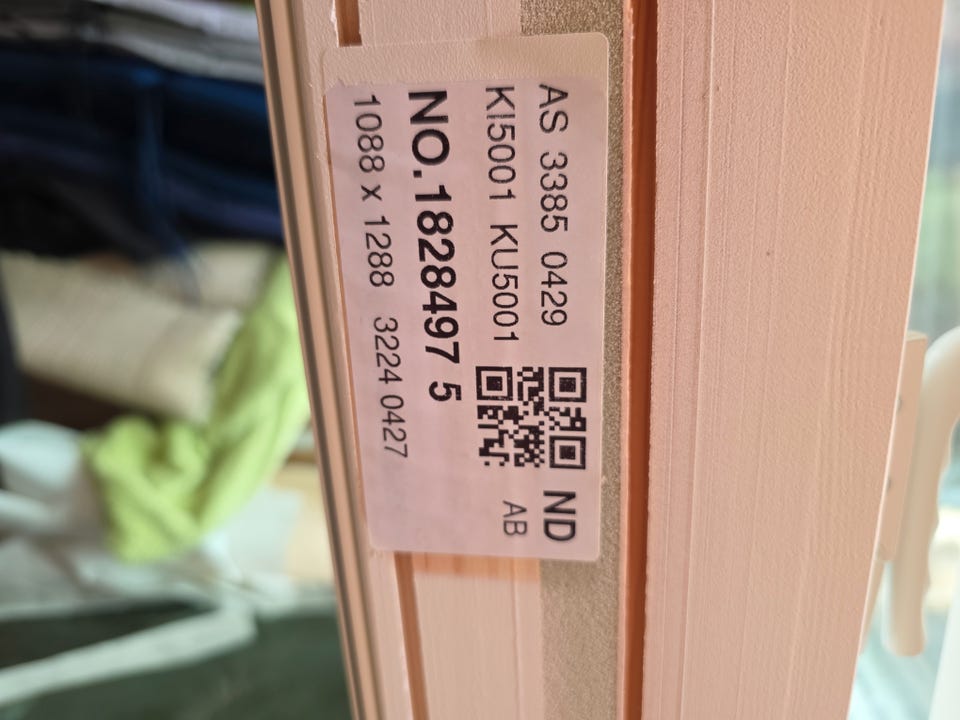 AS 3385 0429
ND
KI5001 KU5001
AB
NO.1828497 5
1088 x 1288 3224 0427